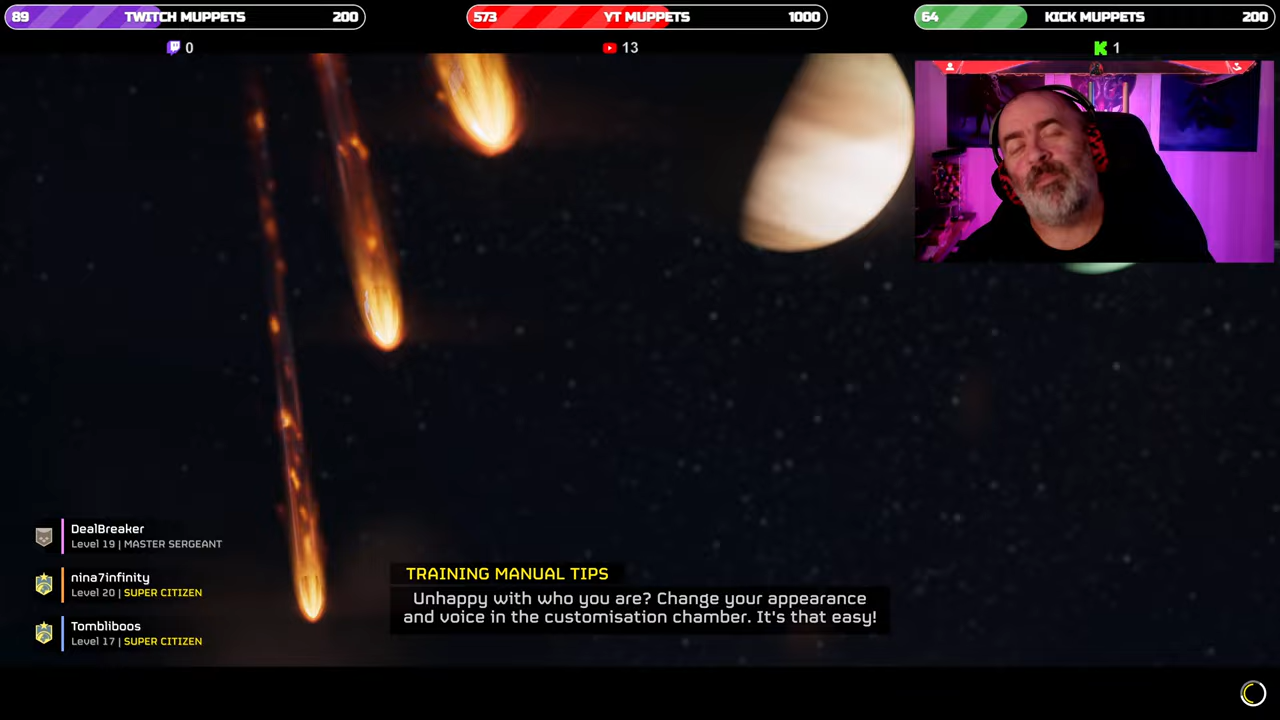 89 TWITCH MUPPETS 200
573 YT MUPPETS 1000
64 KICK MUPPETS 200
0
13
1
DealBreaker
Level 19 | MASTER SERGEANT
nina7infinity
Level 20 | SUPER CITIZEN
Tombliboos
Level 17 | SUPER CITIZEN
TRAINING MANUAL TIPS
Unhappy with who you are? Change your appearance
and voice in the customisation chamber. It's that easy!